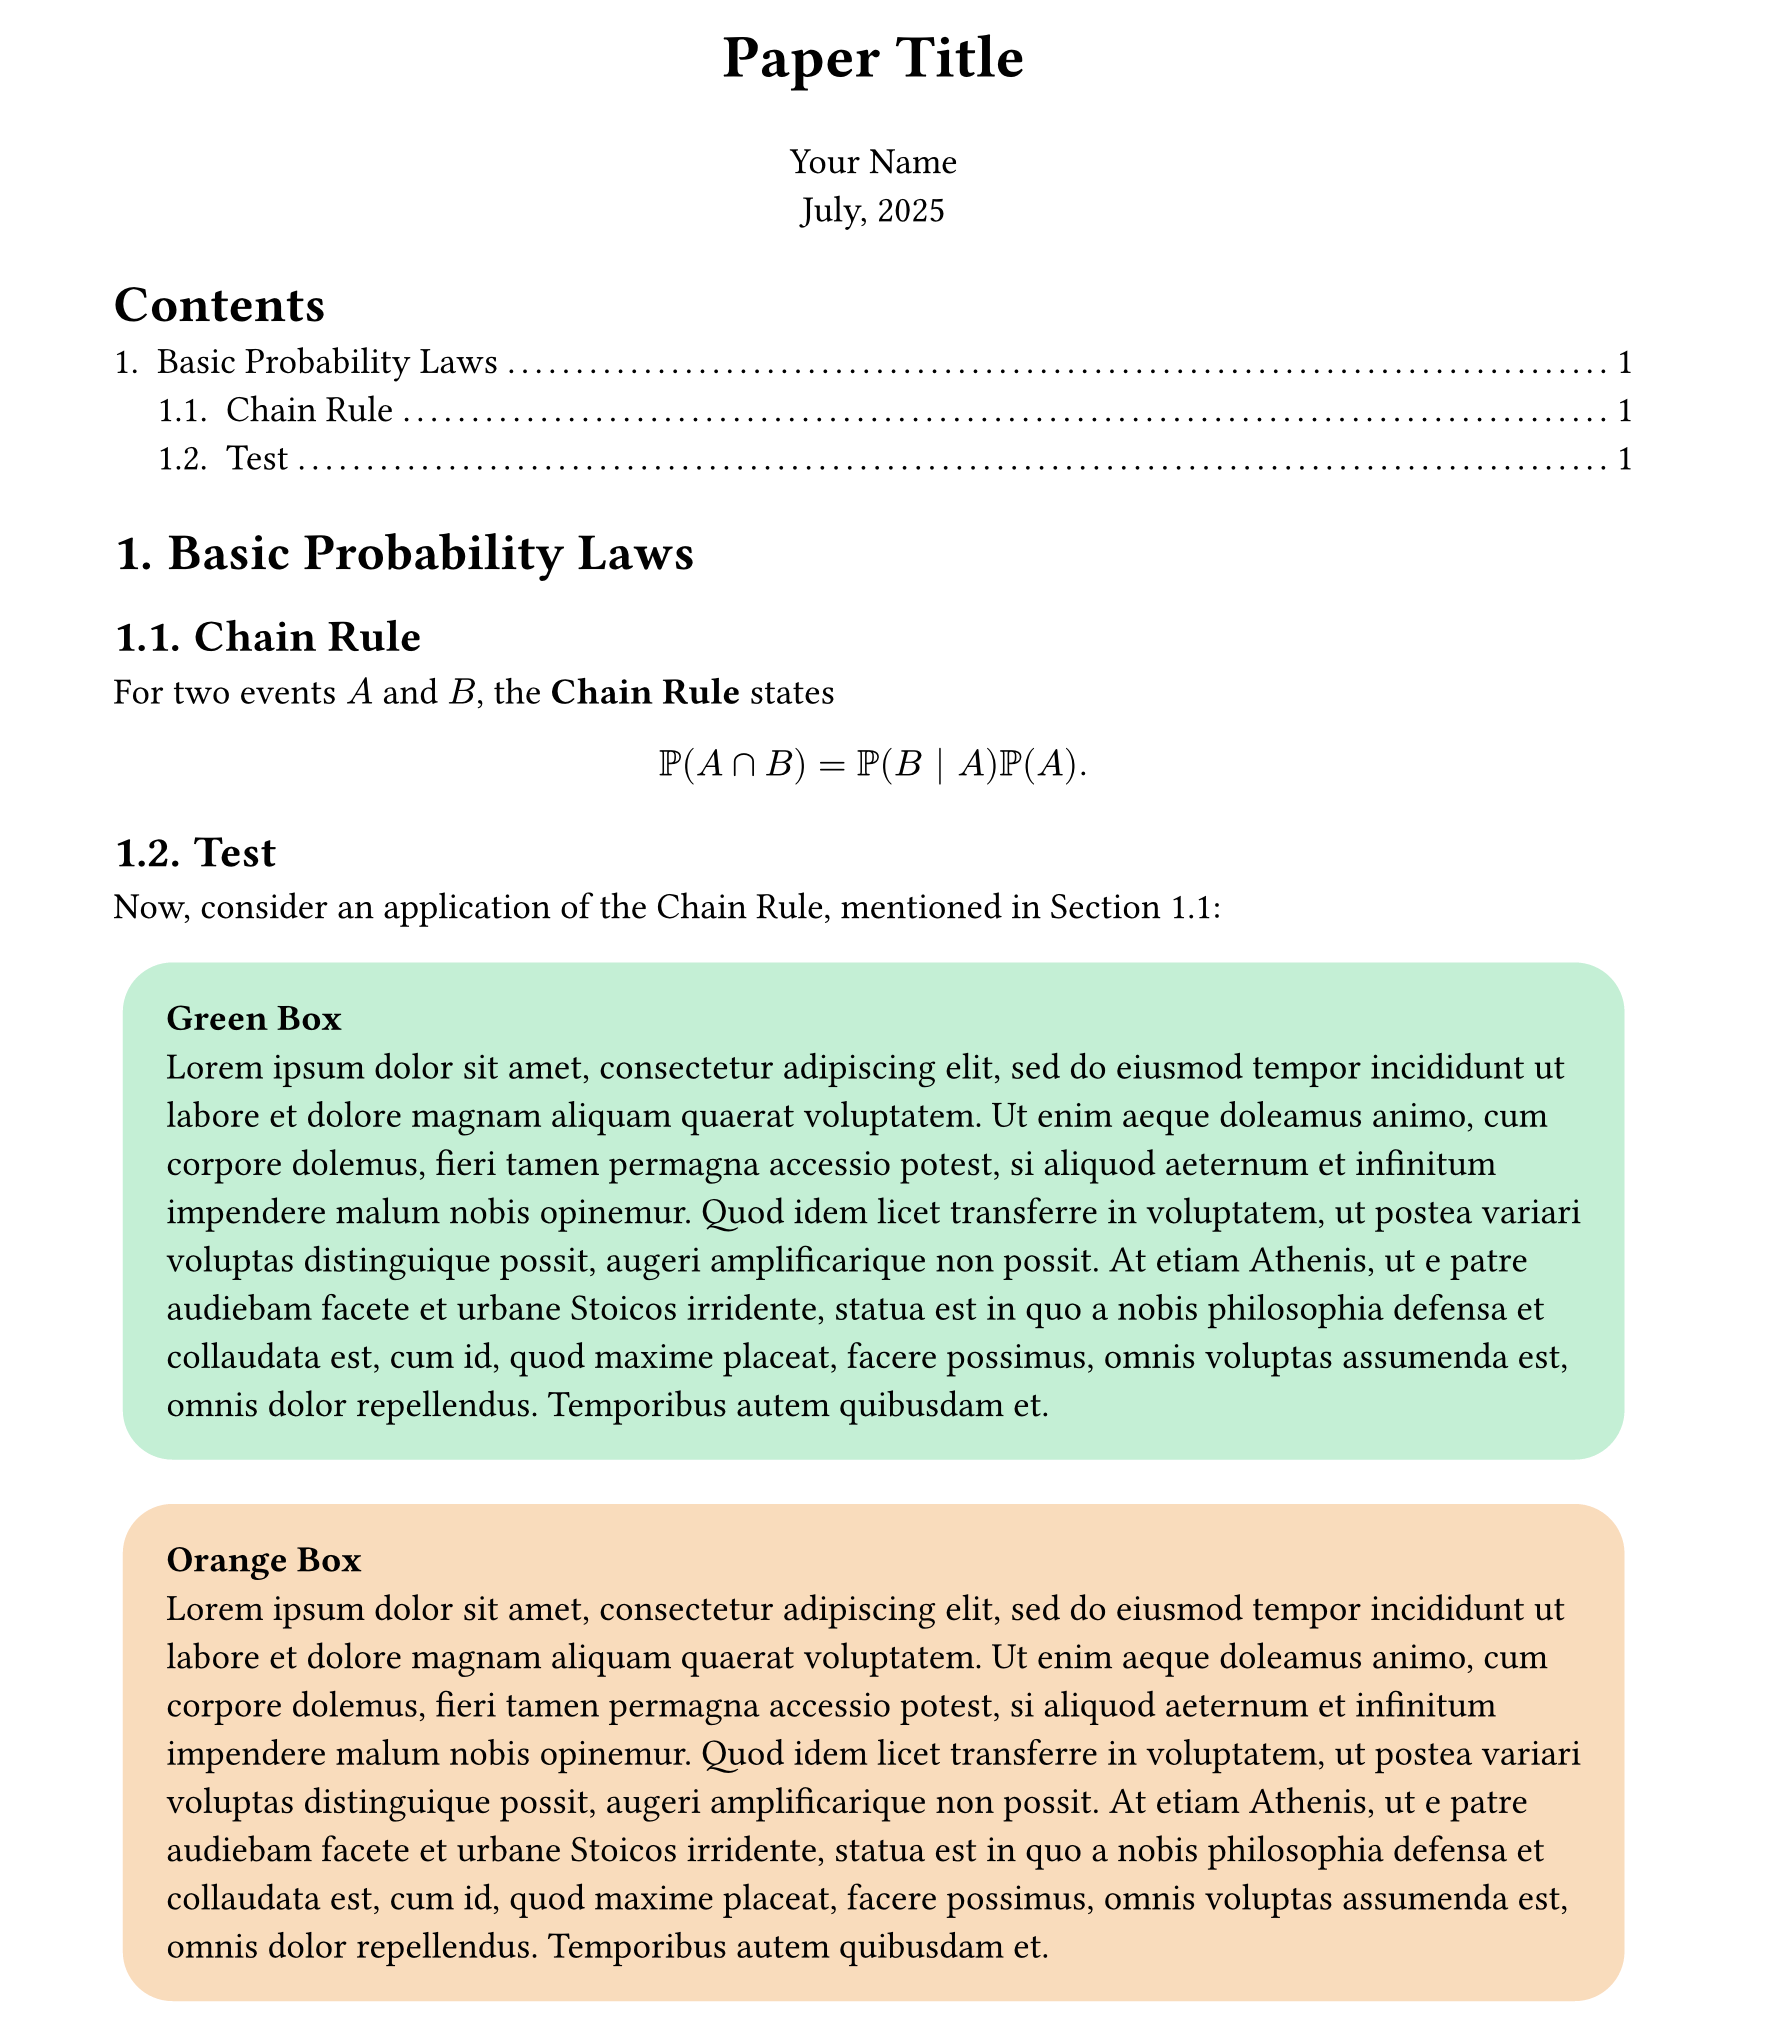 Paper Title
Your Name
July, 2025
Contents
1. Basic Probability Laws ........................................................................ 1
1.1. Chain Rule ........................................................................ 1
1.2. Test ........................................................................ 1
1. Basic Probability Laws
1.1. Chain Rule
For two events A and B, the Chain Rule states
ℙ(A ∩ B) = ℙ(B | A)ℙ(A).
1.2. Test
Now, consider an application of the Chain Rule, mentioned in Section 1.1:
Green Box
Lorem ipsum dolor sit amet, consectetur adipiscing elit, sed do eiusmod tempor incididunt ut
labore et dolore magnam aliquam quaerat voluptatem. Ut enim aeque doleamus animo, cum
corpore dolemus, fieri tamen permagna accessio potest, si aliquod aeternum et infinitum
impendere malum nobis opinemur. Quod idem licet transferre in voluptatem, ut postea variari
voluptas distinguique possit, augeri amplificarique non possit. At etiam Athenis, ut e patre
audiebam facete et urbane Stoicos irridente, statua est in quo a nobis philosophia defensa et
collaudata est, cum id, quod maxime placeat, facere possimus, omnis voluptas assumenda est,
omnis dolor repellendus. Temporibus autem quibusdam et.
Orange Box
Lorem ipsum dolor sit amet, consectetur adipiscing elit, sed do eiusmod tempor incididunt ut
labore et dolore magnam aliquam quaerat voluptatem. Ut enim aeque doleamus animo, cum
corpore dolemus, fieri tamen permagna accessio potest, si aliquod aeternum et infinitum
impendere malum nobis opinemur. Quod idem licet transferre in voluptatem, ut postea variari
voluptas distinguique possit, augeri amplificarique non possit. At etiam Athenis, ut e patre
audiebam facete et urbane Stoicos irridente, statua est in quo a nobis philosophia defensa et
collaudata est, cum id, quod maxime placeat, facere possimus, omnis voluptas assumenda est,
omnis dolor repellendus. Temporibus autem quibusdam et.